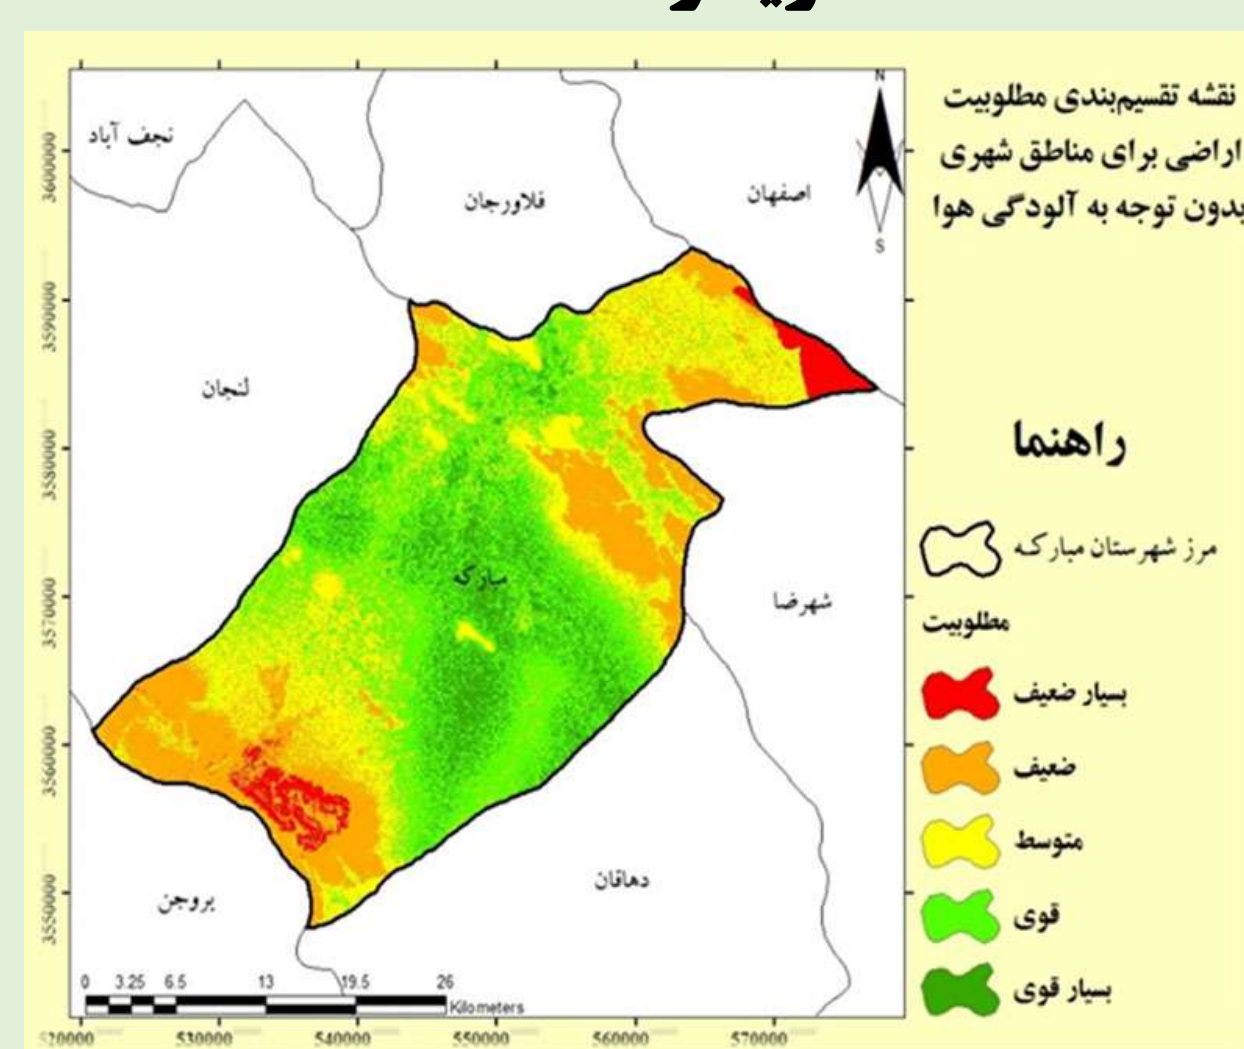 نقشه تقسیم‌بندی مطلوبیت
اراضی برای مناطق شهری
بدون توجه به آلودگی هوا
N
S
نجف آباد
فلاورجان
اصفهان
لنجان
مبارکه
شهرضا
دهاقان
بروجن
راهنما
مرز شهرستان مبارکه
مطلوبیت
بسیار ضعیف
ضعیف
متوسط
قوی
بسیار قوی
3600000
3590000
3580000
3570000
3560000
3550000
0 3.25 6.5 13 19.5 26
Kilometers
520000 530000 540000 550000 560000 570000